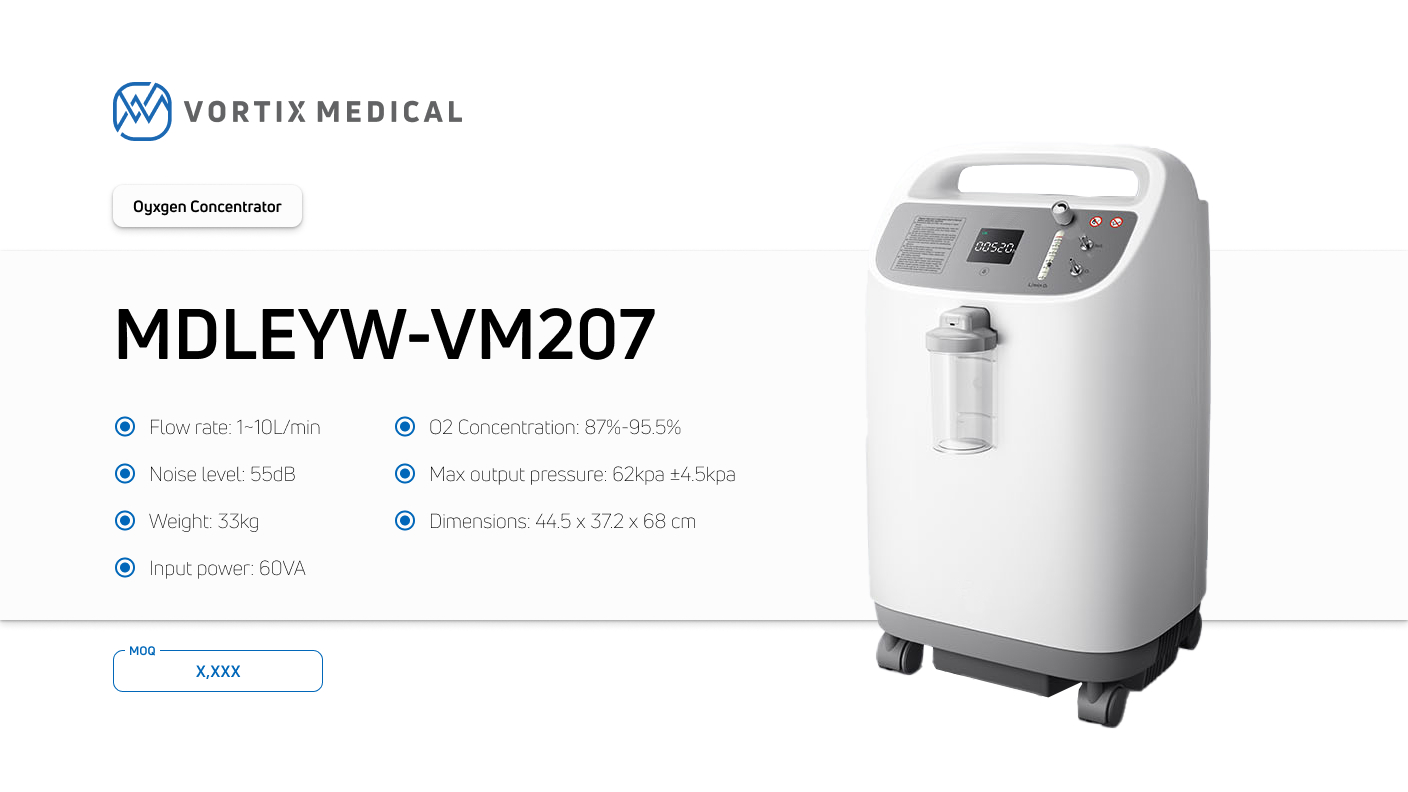 VORTIX MEDICAL
Oyxgen Concentrator
MDLEYW-VM207
Flow rate: 1~10L/min
O2 Concentration: 87%-95.5%
Noise level: 55dB
Max output pressure: 62kpa ±4.5kpa
Weight: 33kg
Dimensions: 44.5 x 37.2 x 68 cm
Input power: 60VA
MOQ
X,XXX
00520